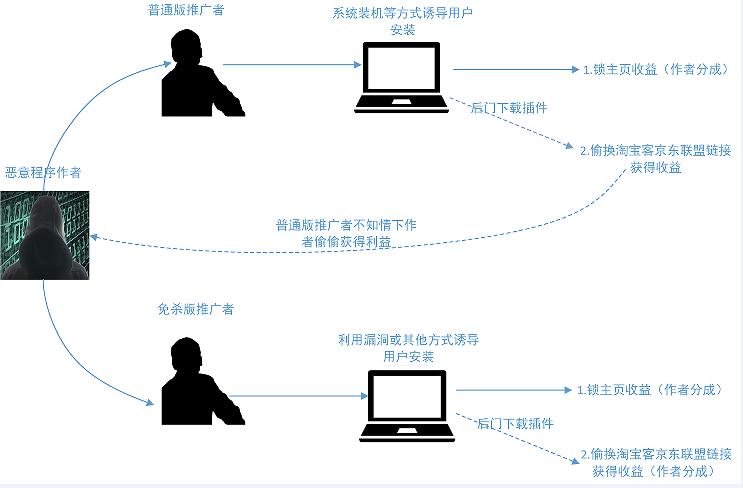 普通版推广者
系统装机等方式诱导用户
安装
1.锁主页收益（作者分成）
后门下载插件
2.偷换淘宝客京东联盟链接
获得收益
恶意程序作者
普通版推广者不知情下作
者偷偷获得利益
免杀版推广者
利用漏洞或其他方式诱导
用户安装
1.锁主页收益（作者分成）
后门下载插件
2.偷换淘宝客京东联盟链接
获得收益（作者分成）